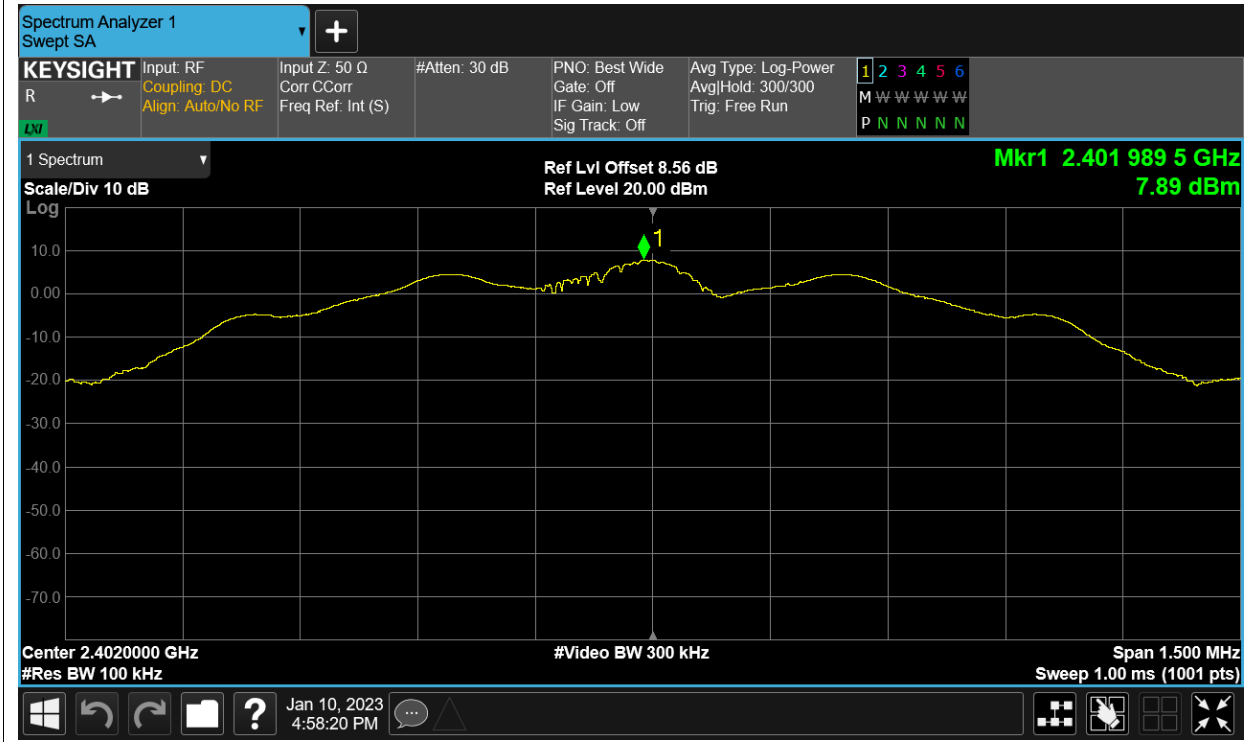 Spectrum Analyzer 1
Swept SA
KEYSIGHT
R
LXI
Input: RF
Coupling: DC
Align: Auto/No RF
Input Z: 50 Ω
Corr CCorr
Freq Ref: Int (S)
#Atten: 30 dB
PNO: Best Wide
Gate: Off
IF Gain: Low
Sig Track: Off
Avg Type: Log-Power
Avg|Hold: 300/300
Trig: Free Run
1 2 3 4 5 6
M W W W W W
P N N N N N
1 Spectrum
Scale/Div 10 dB
Log
Ref Lvl Offset 8.56 dB
Ref Level 20.00 dBm
Mkr1 2.401 989 5 GHz
7.89 dBm
1
10.0
0.00
-10.0
-20.0
-30.0
-40.0
-50.0
-60.0
-70.0
Center 2.4020000 GHz
#Res BW 100 kHz
#Video BW 300 kHz
Span 1.500 MHz
Sweep 1.00 ms (1001 pts)
?
Jan 10, 2023
4:58:20 PM